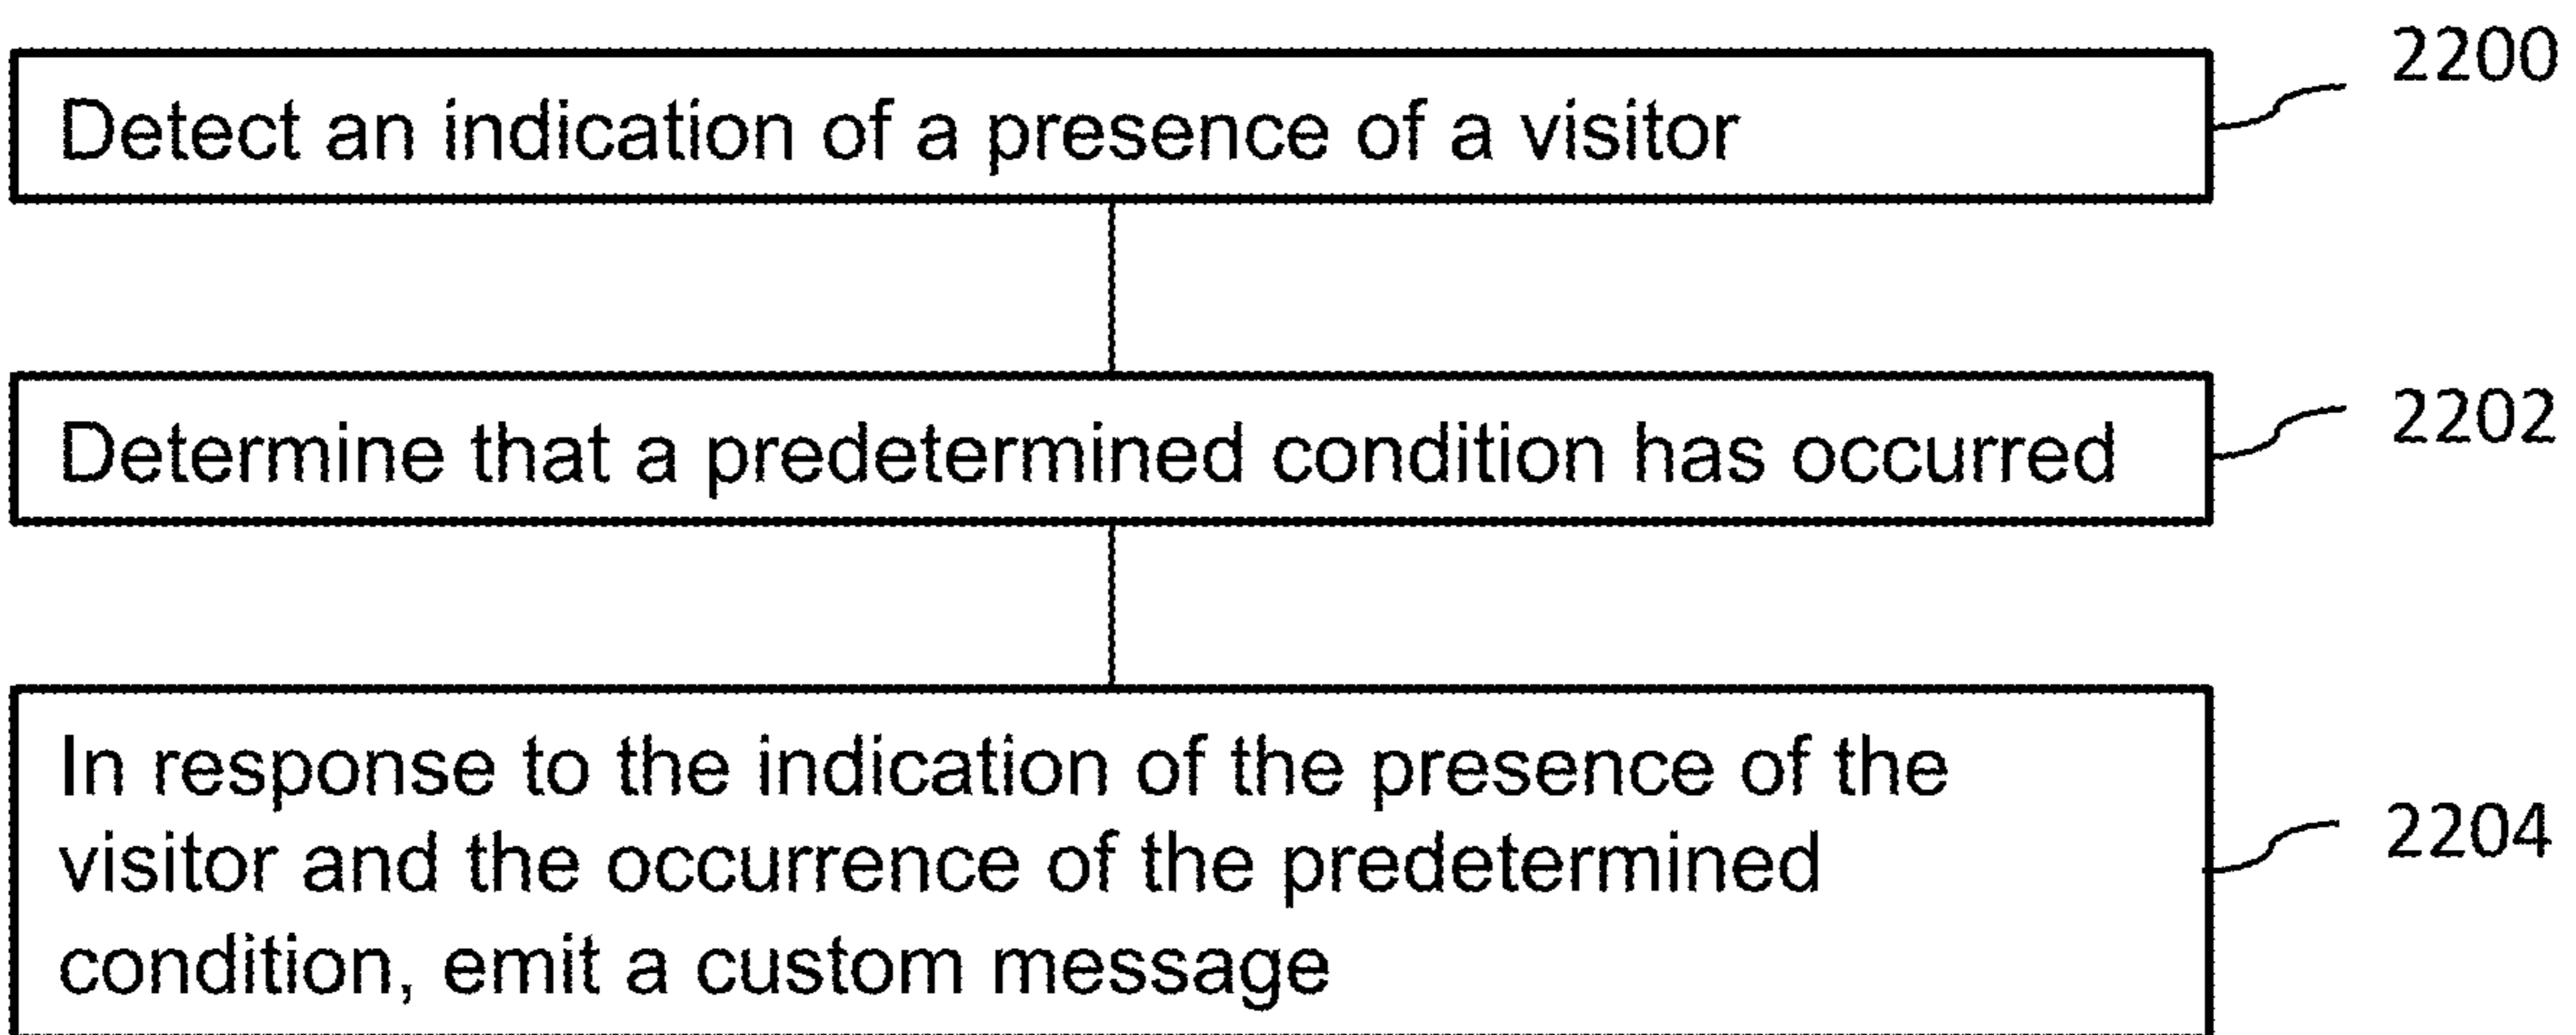 Detect an indication of a presence of a visitor
2200
Determine that a predetermined condition has occurred
2202
In response to the indication of the presence of the
visitor and the occurrence of the predetermined
condition, emit a custom message
2204